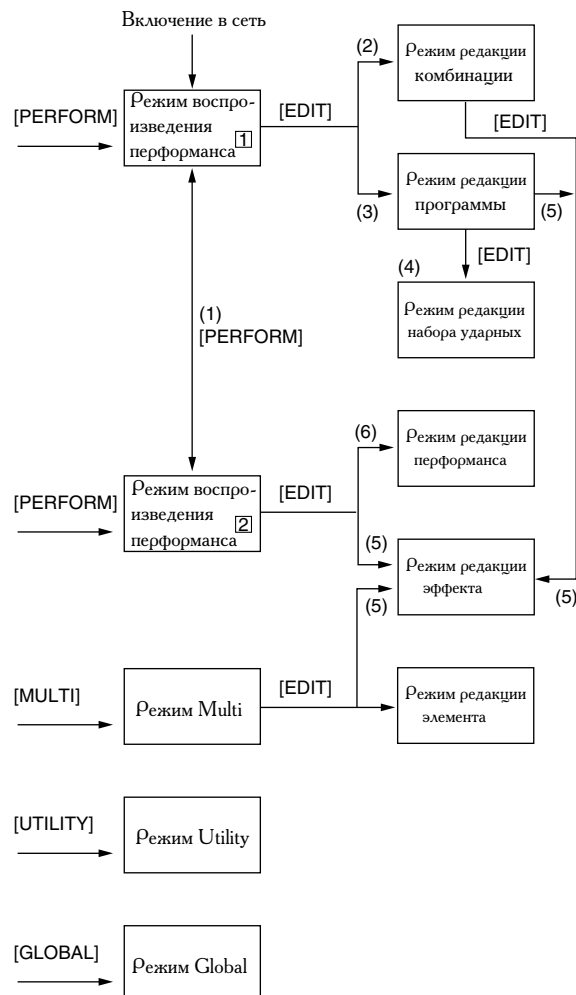 Включение в сеть
(2)
Режим редакции
комбинации
[PERFORM]
Режим воспро-
изведения
перформанса 1
[EDIT]
[EDIT]
(3)
Режим редакции
программы
(5)
[EDIT]
(4)
Режим редакции
набора ударных
(1)
[PERFORM]
(6)
Режим редакции
перформанса
[PERFORM]
Режим воспро-
изведения
перформанса 2
[EDIT]
(5)
Режим редакции
эффекта
(5)
(5)
[MULTI]
Режим Multi
[EDIT]
Режим редакции
элемента
[UTILITY]
Режим Utility
[GLOBAL]
Режим Global